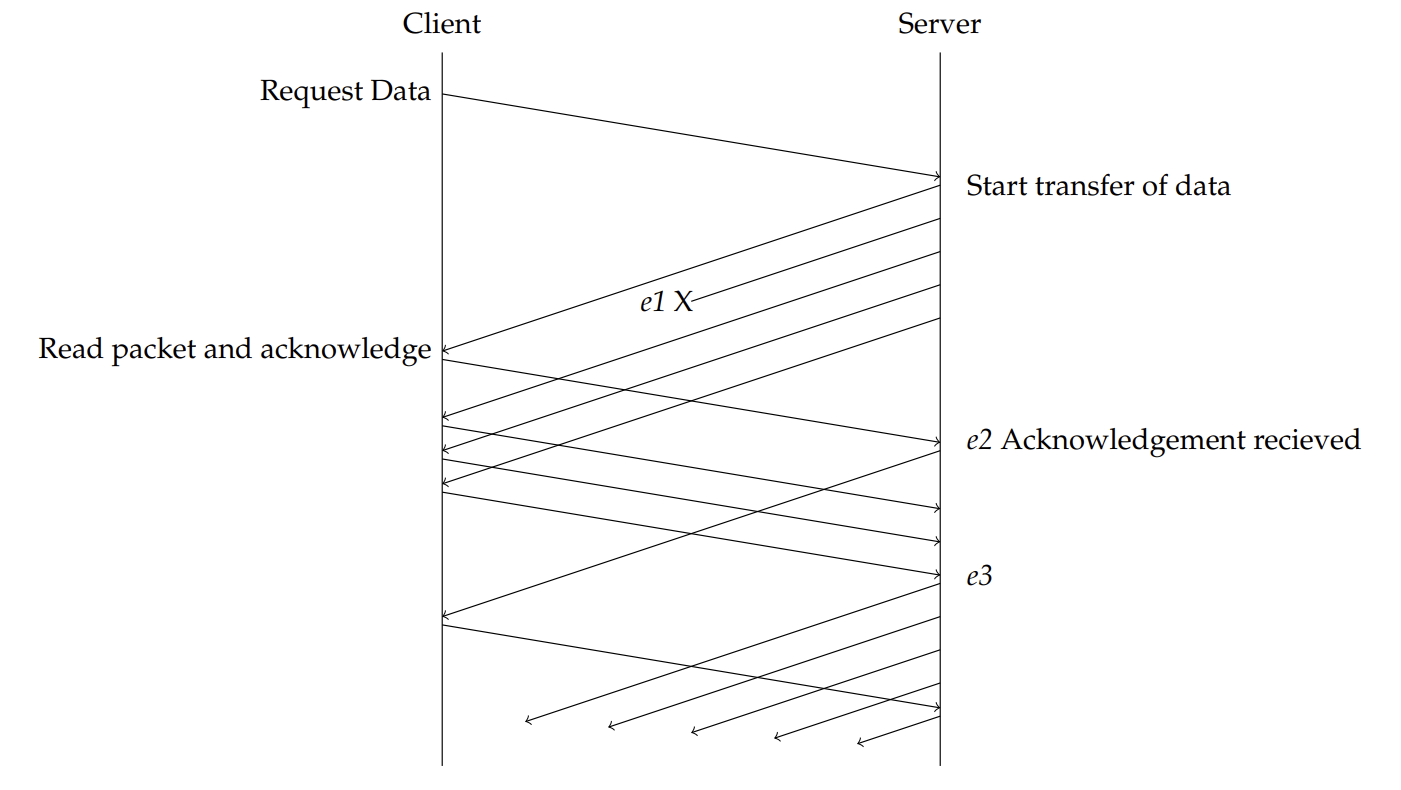 Client
Server
Request Data
Start transfer of data
e1 X
Read packet and acknowledge
e2 Acknowledgement recieved
e3